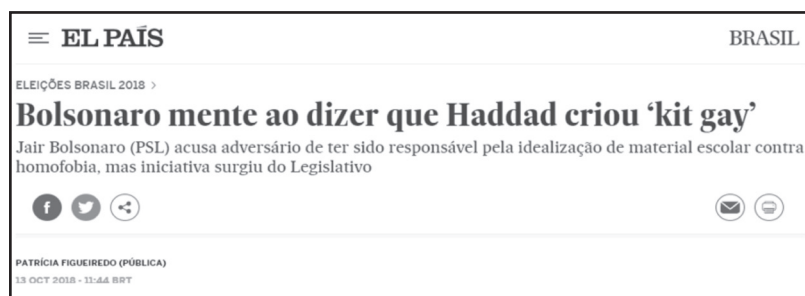 EL PAÍS
BRASIL
ELEIÇÕES BRASIL 2018 >
Bolsonaro mente ao dizer que Haddad criou ‘kit gay’
Jair Bolsonaro (PSL) acusa adversário de ter sido responsável pela idealização de material escolar contra
homofobia, mas iniciativa surgiu do Legislativo
PATRÍCIA FIGUEIREDO (PÚBLICA)
13 OCT 2018 - 11:44 BRT